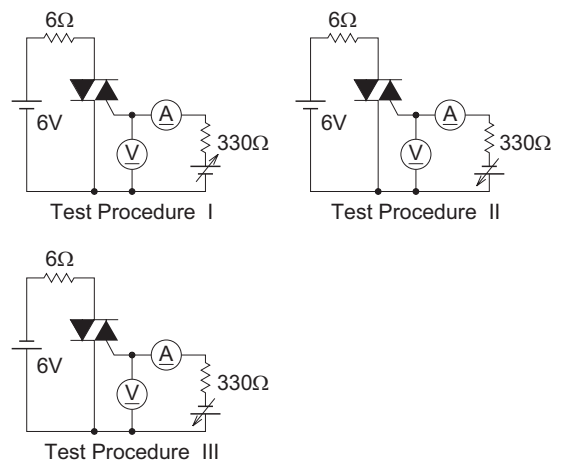 6Ω
6V
A
V
330Ω
Test Procedure I
6Ω
6V
A
V
330Ω
Test Procedure II
6Ω
6V
A
V
330Ω
Test Procedure III